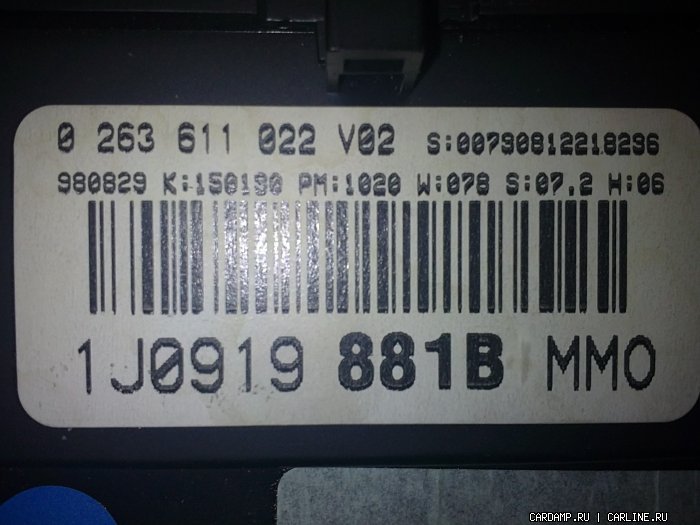 0 263 611 022 V02 S:00790812218296
980829 K:150190 PM:1020 W:078 S:07.2 H:06
1J0919 881B MM0
CARDAMP.RU | CARLINE.RU